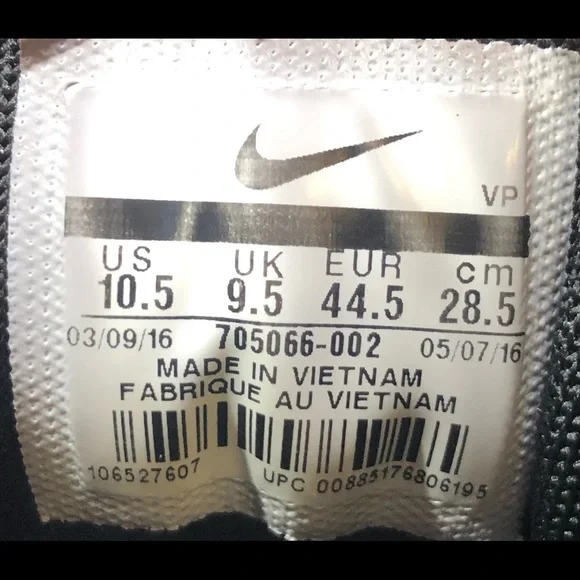 VP
US UK EUR cm
10.5 9.5 44.5 28.5
03/09/16 705066-002 05/07/16
MADE IN VIETNAM
FABRIQUE AU VIETNAM
106527607 UPC 00885176806195